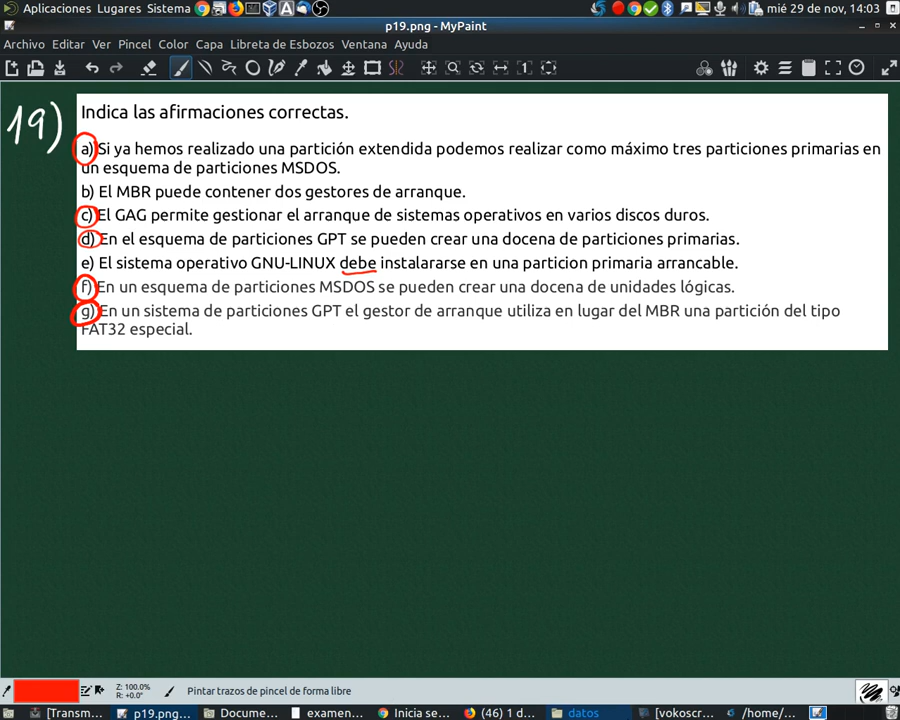 Aplicaciones Lugares Sistema mié 29 de avr, 14:03
p19.png - MyPaint
Archivo Editar Ver Pincel Color Capa Libreta de Esbozos Ventana Ayuda
19)
Indica las afirmaciones correctas.
a) Si ya hemos realizado una partición extendida podemos realizar como máximo tres particiones primarias en
un esquema de particiones MSDOS.
b) El MBR puede contener dos gestores de arranque.
c) El GAG permite gestionar el arranque de sistemas operativos en varios discos duros.
d) En el esquema de particiones GPT se pueden crear una docena de particiones primarias.
e) El sistema operativo GNU-LINUX debe instalararse en una particion primaria arrancable.
f) En un esquema de particiones MSDOS se pueden crear una docena de unidades lógicas.
g) En un sistema de particiones GPT el gestor de arranque utiliza en lugar del MBR una partición del tipo
FAT32 especial.
Z: 100.0%
R: +0.0°
Pintar trazos de pincel de forma libre
[Transm... p19.png... Docume... examen... Inicia se... (46) 1 d... datos [vokoscr... /home/...